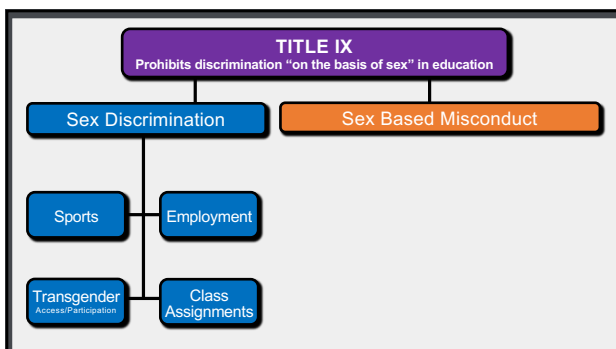 TITLE IX
Prohibits discrimination “on the basis of sex” in education
Sex Discrimination
Sex Based Misconduct
Sports
Employment
Transgender
Access/Participation
Class
Assignments